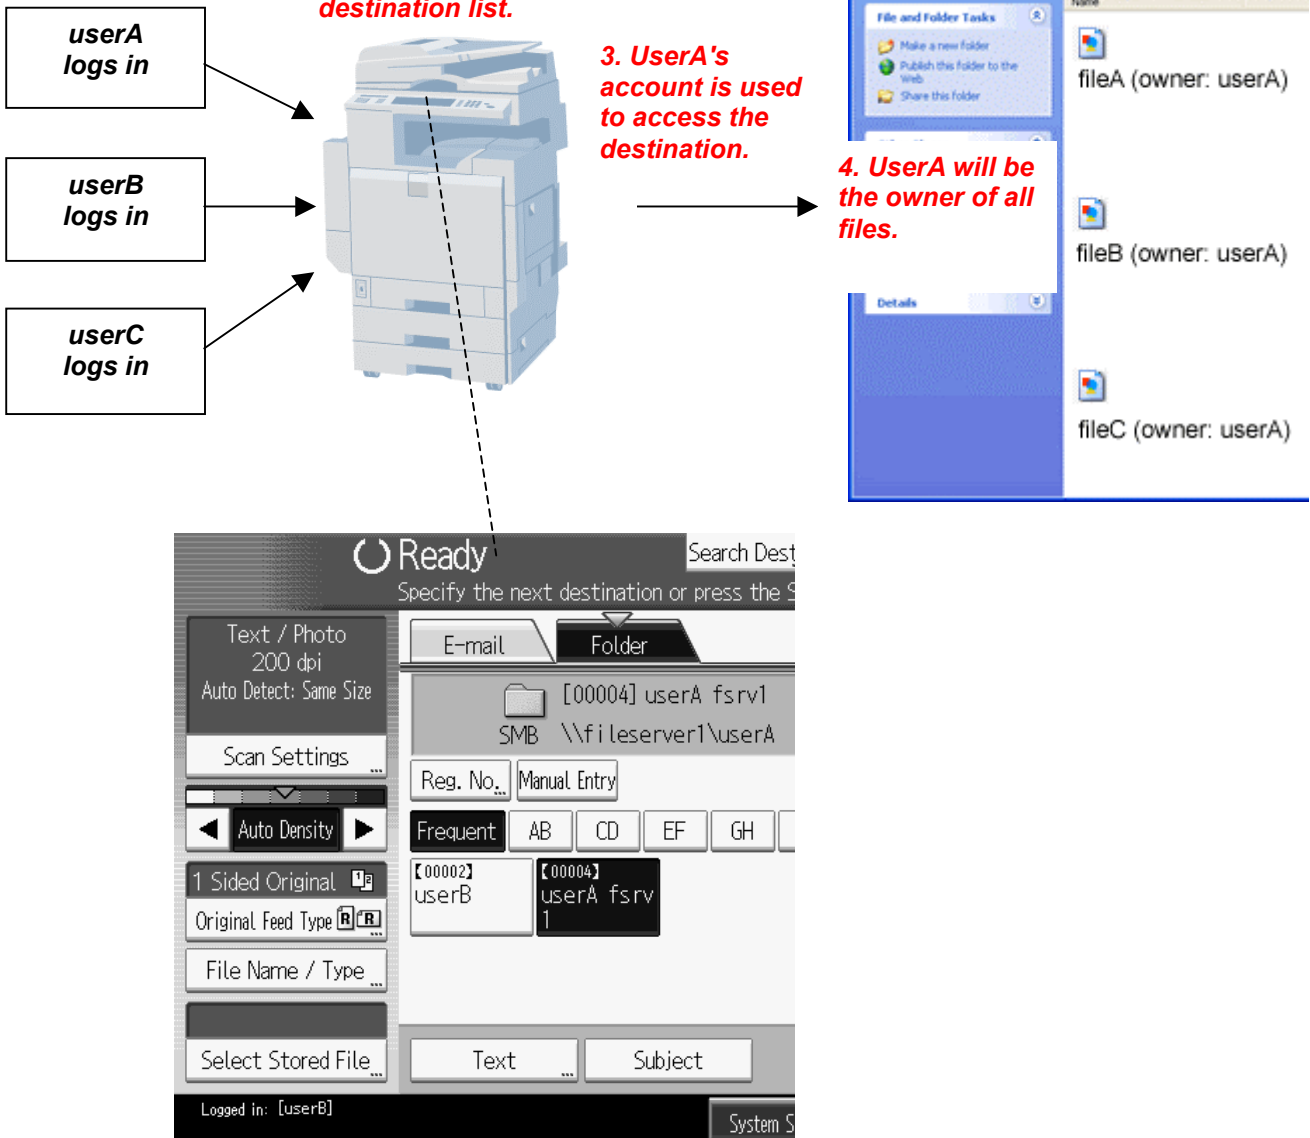 destination list.
userA
logs in
userB
logs in
userC
logs in
3. UserA's
account is used
to access the
destination.
File and Folder Tasks
Make a new folder
Publish this folder to the
Web
Share this folder
Details
Name
4. UserA will be
the owner of all
files.
fileA (owner: userA)
fileB (owner: userA)
fileC (owner: userA)
Ready
Search Dest
Specify the next destination or press the S
Text / Photo
200 dpi
Auto Detect: Same Size
Scan Settings
Auto Density
1 Sided Original
Original Feed Type
File Name / Type
Select Stored File
E-mail
Folder
[00004] userA fsrv1
SMB \\fileserver1\userA
Reg. No.
Manual Entry
Frequent AB CD EF GH
【00002】
userB
【00004】
userA fsrv
1
Text
Subject
Logged in: [userB]
System S